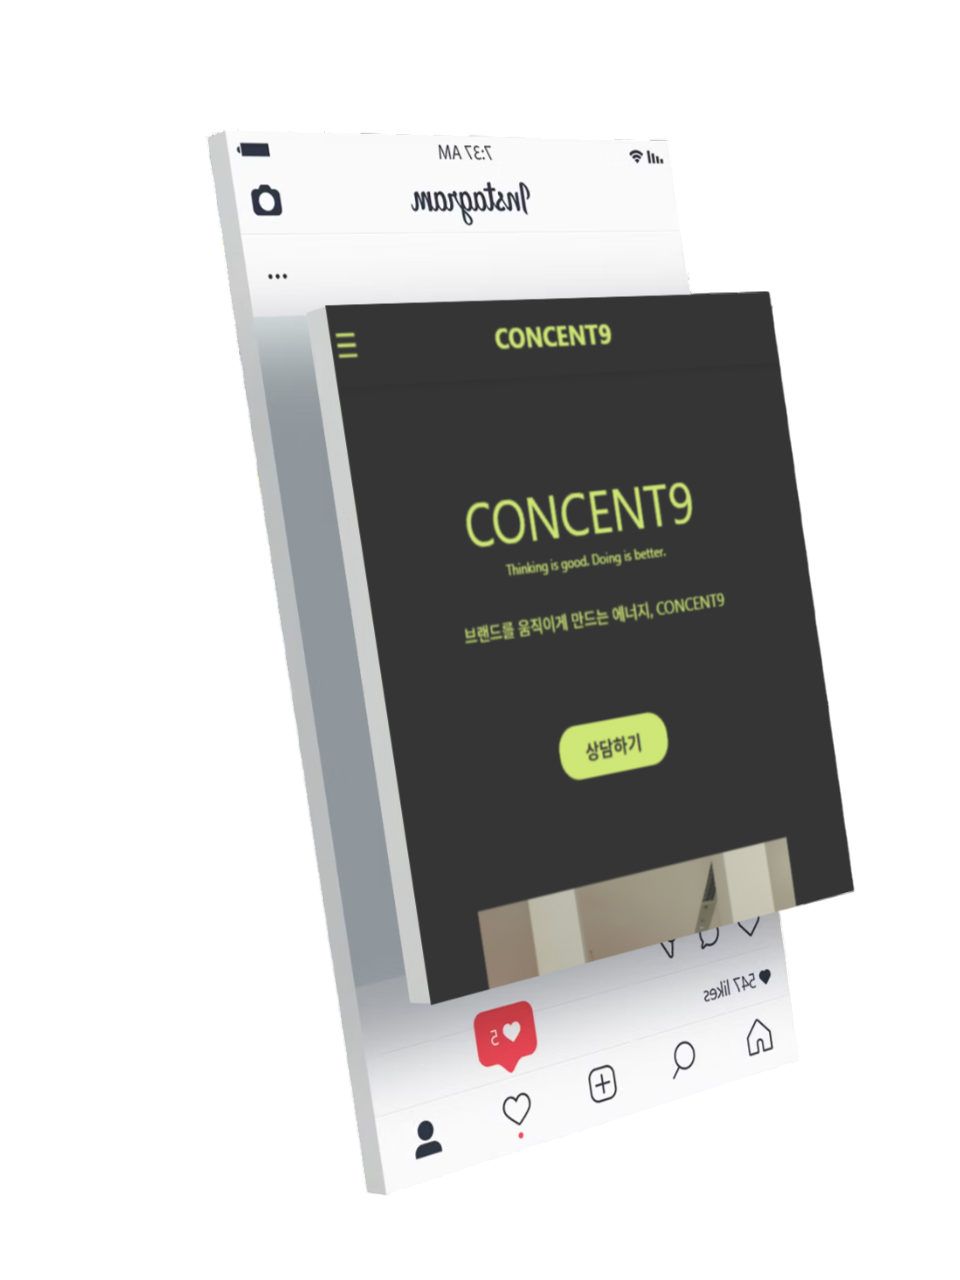 7:37 AM
Instagram
...
CONCENT9
CONCENT9
Thinking is good. Doing is better.
브랜드를 움직이게 만드는 에너지, CONCENT9
상담하기
547 likes
5